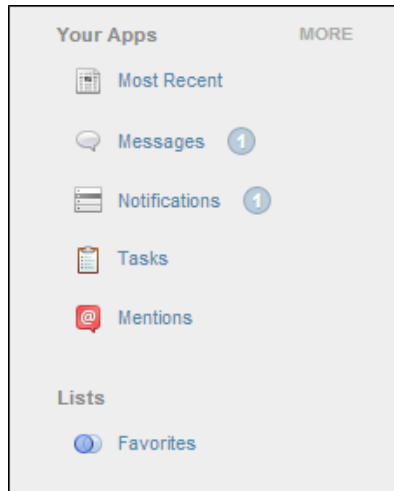 Your Apps MORE
Most Recent
Messages 1
Notifications 1
Tasks
@ Mentions
Lists
Favorites